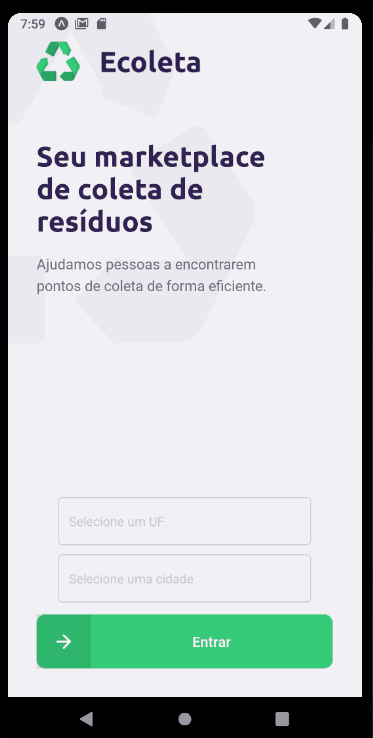 7:59
Ecoleta
Seu marketplace
de coleta de
resíduos
Ajudamos pessoas a encontrarem
pontos de coleta de forma eficiente.
Selecione um UF
Selecione uma cidade
Entrar